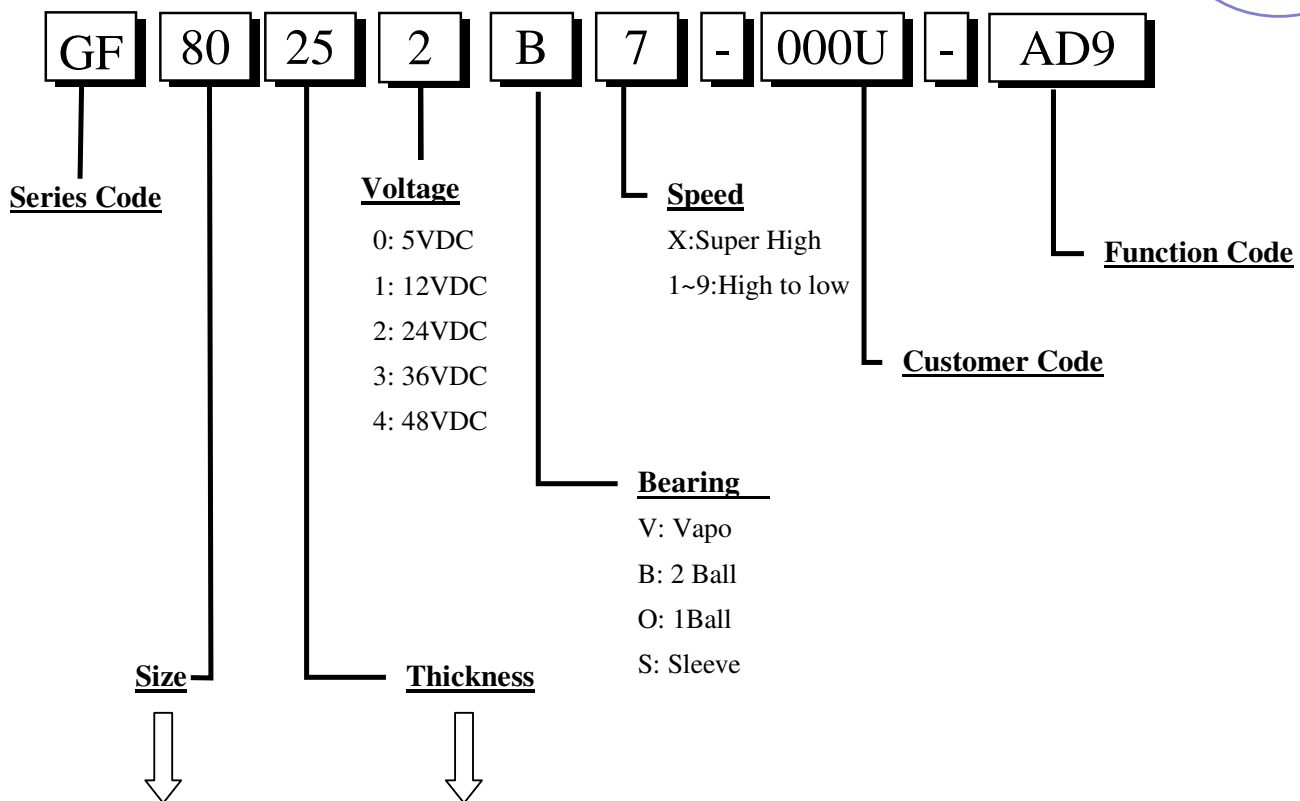 GF 80 25 2 B 7 - 000U - AD9
Series Code
Voltage
0: 5VDC
1: 12VDC
2: 24VDC
3: 36VDC
4: 48VDC
Speed
X:Super High
1~9:High to low
Function Code
Customer Code
Bearing
V: Vapo
B: 2 Ball
O: 1Ball
S: Sleeve
Size
Thickness